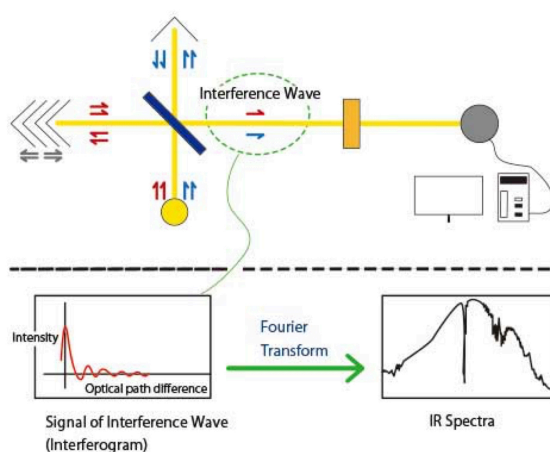 Interference Wave
Intensity
Optical path difference
Fourier
Transform
Signal of Interference Wave
(Interferogram)
IR Spectra